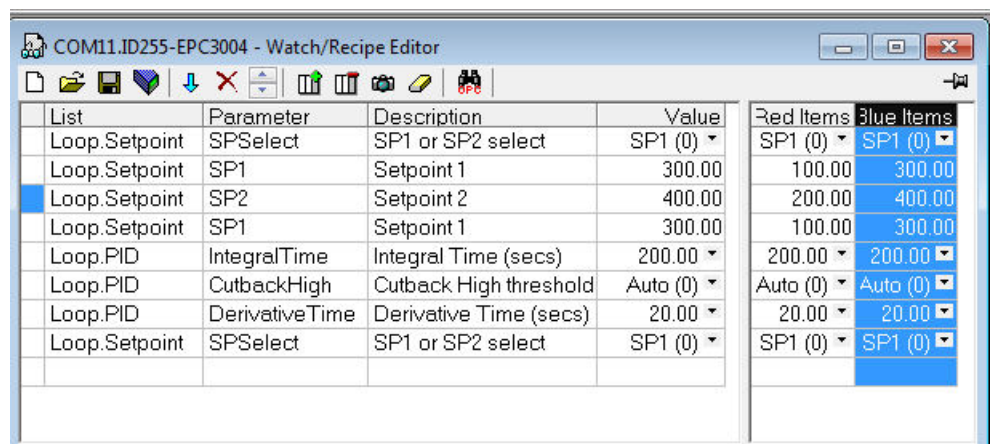 COM11.ID255-EPC3004 - Watch/Recipe Editor
OPC
List Parameter Description Value Red Items Blue Items
Loop.Setpoint SPSelect SP1 or SP2 select SP1 (0) SP1 (0) SP1 (0)
Loop.Setpoint SP1 Setpoint 1 300.00 100.00 300.00
Loop.Setpoint SP2 Setpoint 2 400.00 200.00 400.00
Loop.Setpoint SP1 Setpoint 1 300.00 100.00 300.00
Loop.PID IntegralTime Integral Time (secs) 200.00 200.00 200.00
Loop.PID CutbackHigh Cutback High threshold Auto (0) Auto (0) Auto (0)
Loop.PID DerivativeTime Derivative Time (secs) 20.00 20.00 20.00
Loop.Setpoint SPSelect SP1 or SP2 select SP1 (0) SP1 (0) SP1 (0)